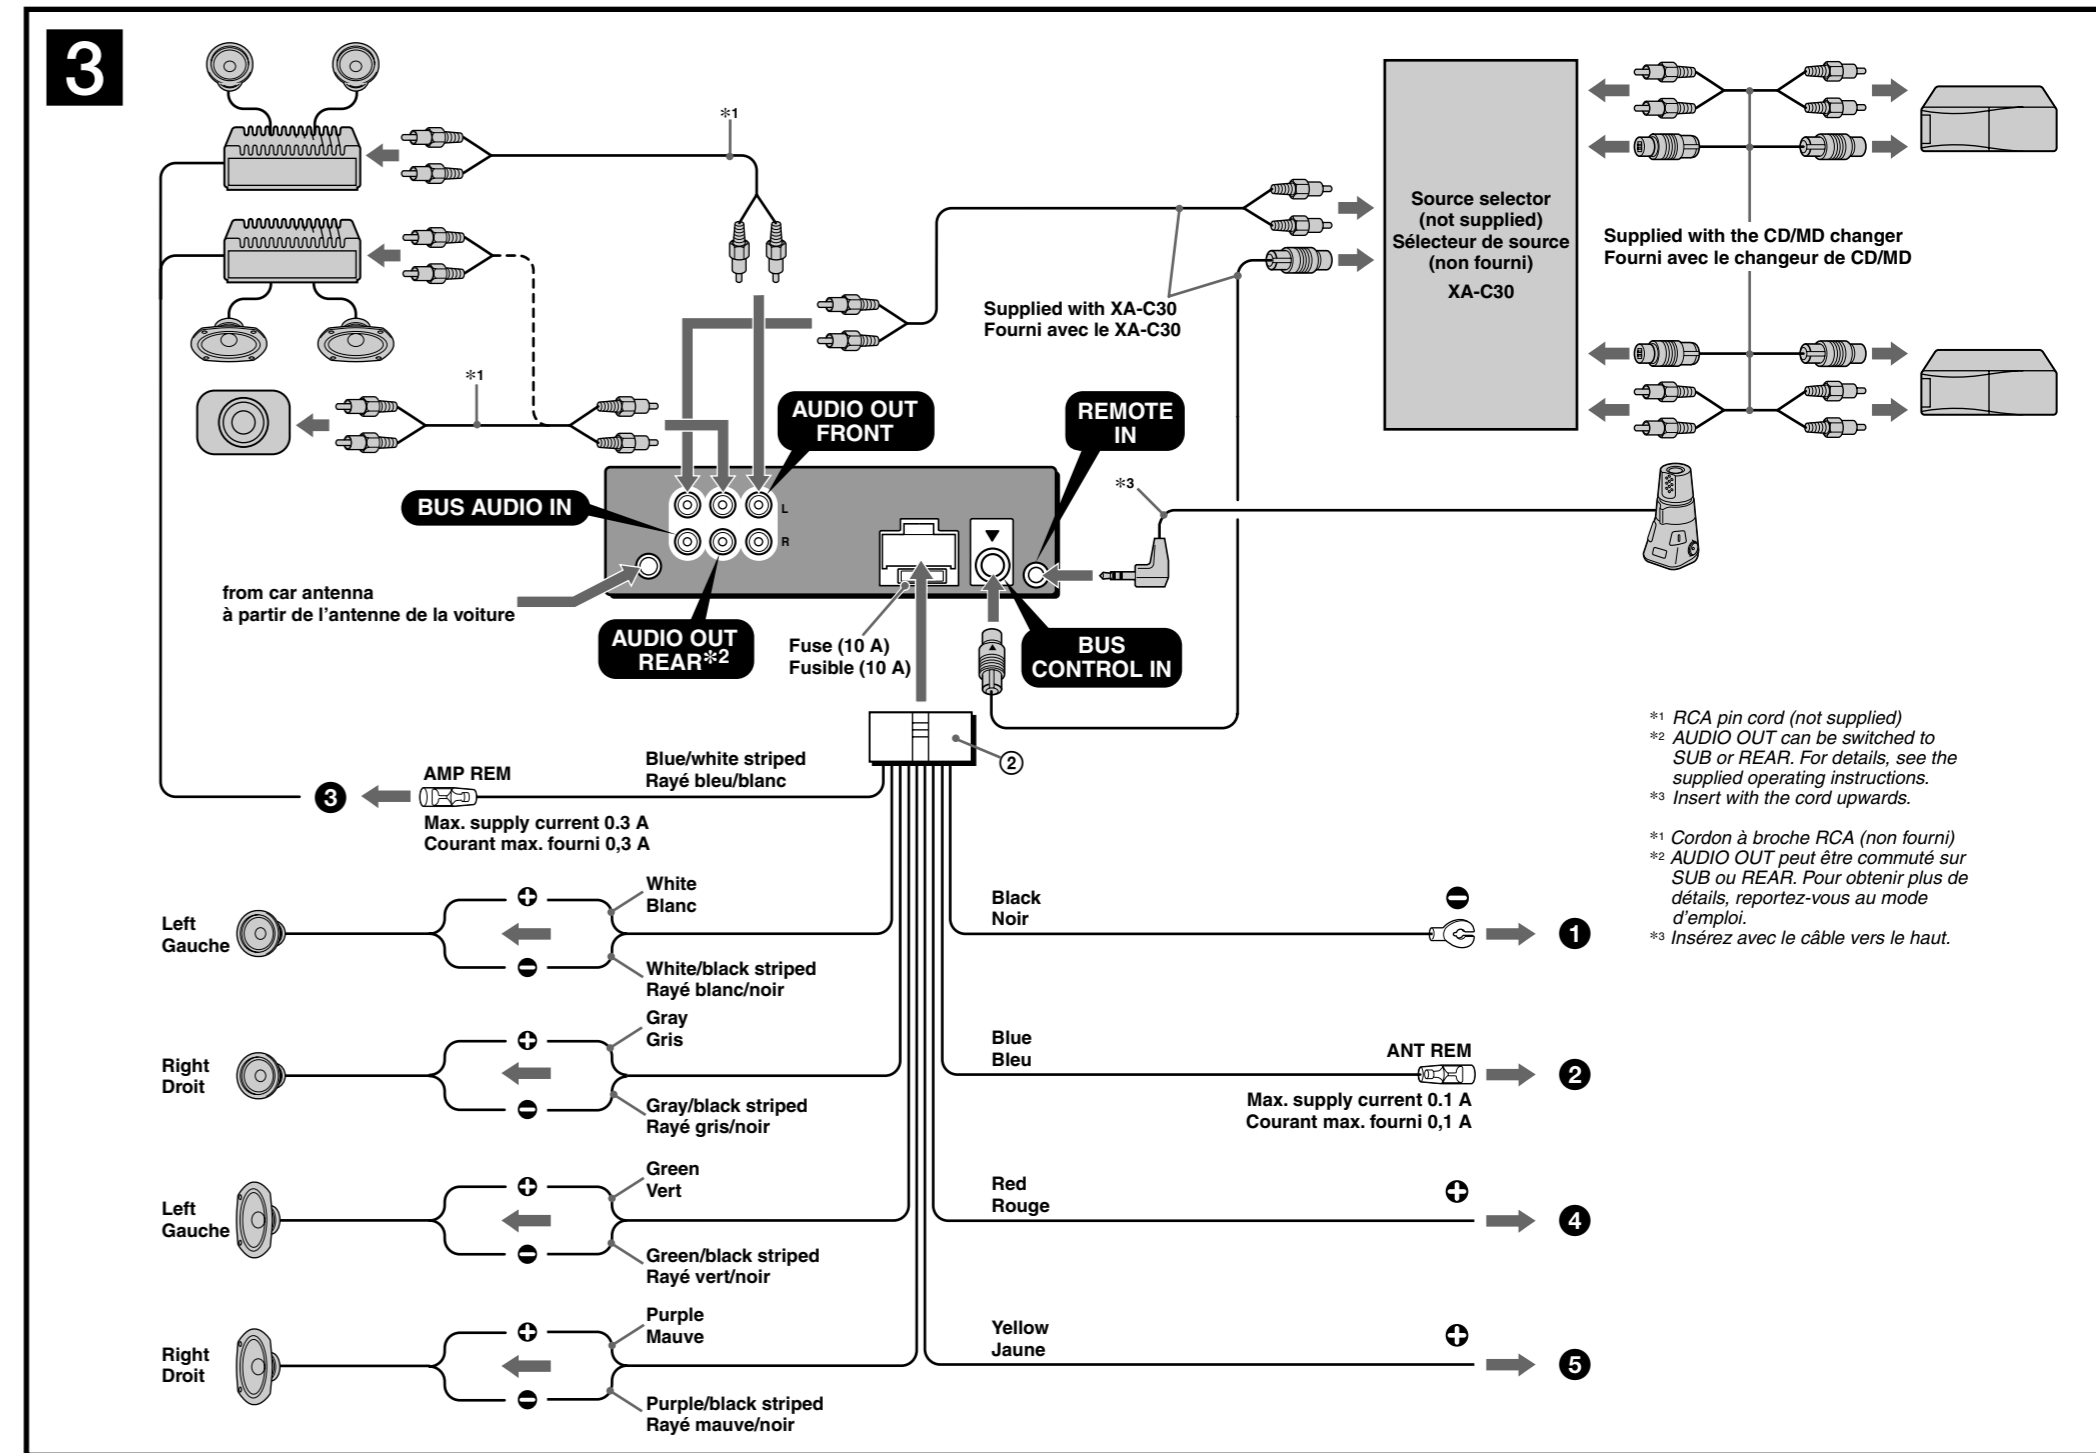 3
*1
Source selector
(not supplied)
Sélecteur de source
(non fourni)
XA-C30
Supplied with the CD/MD changer
Fourni avec le changeur de CD/MD
Supplied with XA-C30
Fourni avec le XA-C30
*1
AUDIO OUT
FRONT
REMOTE
IN
*3
BUS AUDIO IN
L
R
from car antenna
à partir de l'antenne de la voiture
AUDIO OUT
REAR*2
Fuse (10 A)
Fusible (10 A)
BUS
CONTROL IN
*1 RCA pin cord (not supplied)
*2 AUDIO OUT can be switched to
SUB or REAR. For details, see the
supplied operating instructions.
*3 Insert with the cord upwards.
*1 Cordon à broche RCA (non fourni)
*2 AUDIO OUT peut être commuté sur
SUB ou REAR. Pour obtenir plus de
détails, reportez-vous au mode
d'emploi.
*3 Insérez avec le câble vers le haut.
②
Blue/white striped
Rayé bleu/blanc
AMP REM
❸
Max. supply current 0.3 A
Courant max. fourni 0,3 A
White
Blanc
Left
Gauche
White/black striped
Rayé blanc/noir
Black
Noir
❶
Gray
Gris
Right
Droit
Gray/black striped
Rayé gris/noir
Blue
Bleu
ANT REM
❷
Max. supply current 0.1 A
Courant max. fourni 0,1 A
Green
Vert
Left
Gauche
Green/black striped
Rayé vert/noir
Red
Rouge
❹
Purple
Mauve
Right
Droit
Purple/black striped
Rayé mauve/noir
Yellow
Jaune
❺